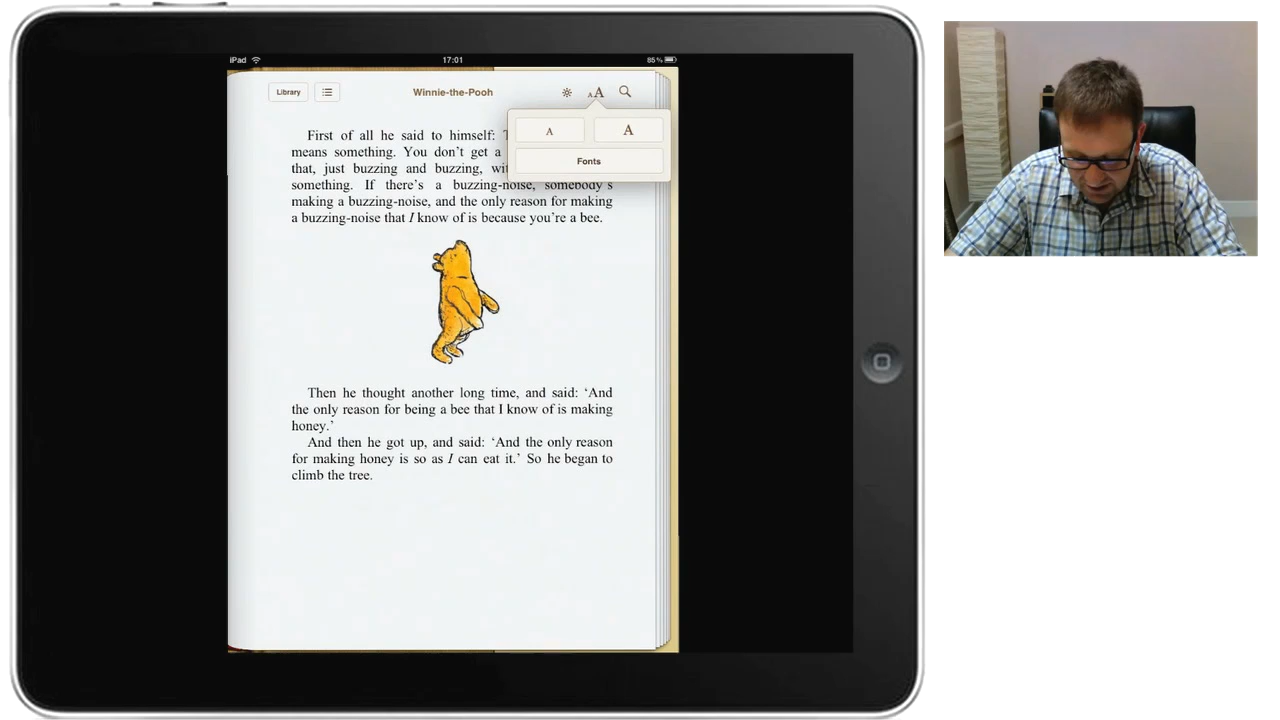 iPad 17:01 85%
Library Winnie-the-Pooh AA
A A
Fonts
First of all he said to himself:
means something. You don't get a
that, just buzzing and buzzing,
something. If there's a buzzing-noise, somebody's
making a buzzing-noise, and the only reason for making
a buzzing-noise that I know of is because you're a bee.
Then he thought another long time, and said: ‘And
the only reason for being a bee that I know of is making
honey.’
And then he got up, and said: ‘And the only reason
for making honey is so as I can eat it.’ So he began to
climb the tree.